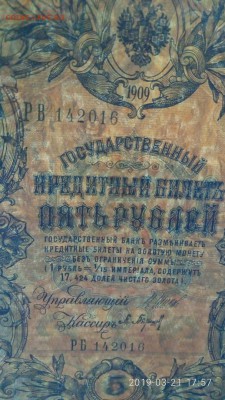 1909
РВ 142016
ГОСУДАРСТВЕННЫЙ
КРЕДИТНЫЙ БИЛЕТЪ
ПЯТЬ РУБЛЕЙ
ГОСУДАРСТВЕННЫЙ БАНКЪ РАЗМѢНИВАЕТЪ
КРЕДИТНЫЕ БИЛЕТЫ НА ЗОЛОТУЮ МОНЕТУ
БЕЗЪ ОГРАНИЧЕНІЯ СУММЫ
(1 РУБЛЬ = 1/15 ИМПЕРІАЛА, СОДЕРЖИТЪ
17,424 ДОЛЕЙ ЧИСТАГО ЗОЛОТА)
Управляющій
Кассиръ
РВ 142016
5
2019-03-21 17:57